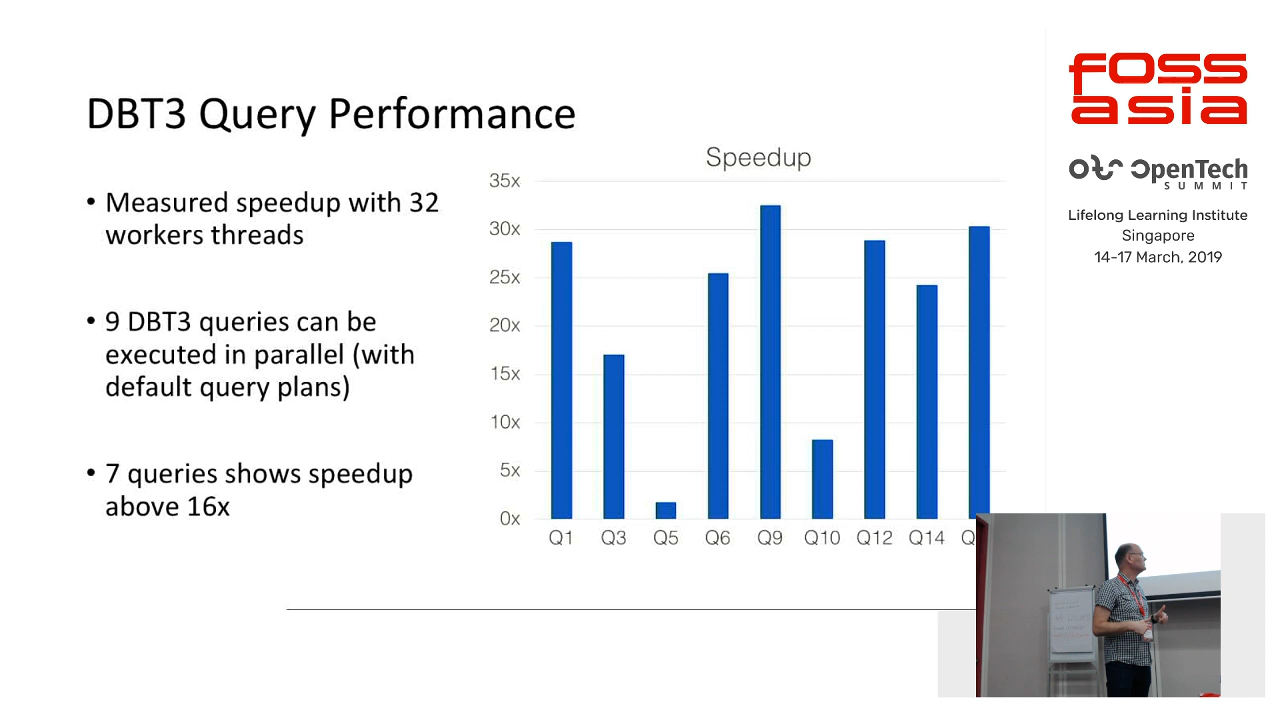 DBT3 Query Performance
• Measured speedup with 32
workers threads
• 9 DBT3 queries can be
executed in parallel (with
default query plans)
• 7 queries shows speedup
above 16x
Speedup
35x
30x
25x
20x
15x
10x
5x
0x
Q1 Q3 Q5 Q6 Q9 Q10 Q12 Q14
foss
asia
OpenTech
SUMMIT
Lifelong Learning Institute
Singapore
14-17 March, 2019